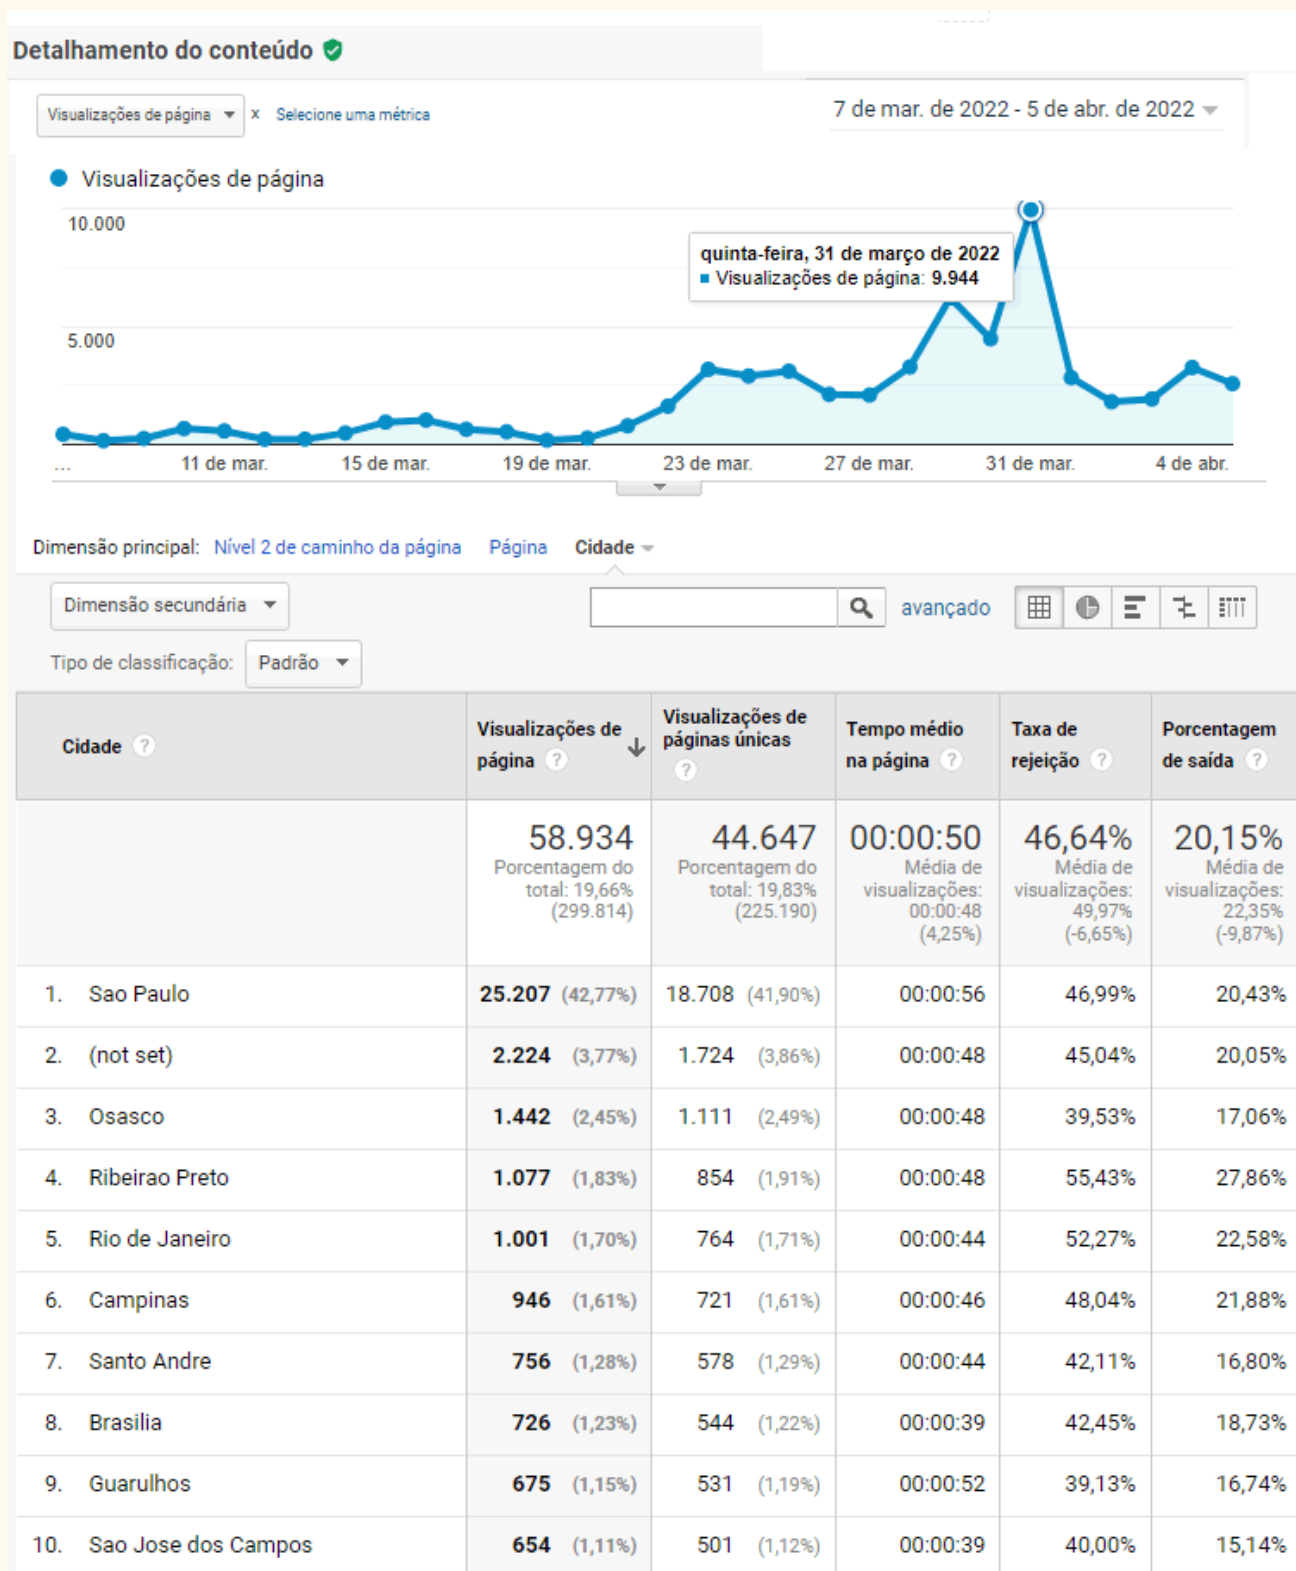 Detalhamento do conteúdo
Visualizações de página x Selecione uma métrica
7 de mar. de 2022 - 5 de abr. de 2022
Visualizações de página
10.000
quinta-feira, 31 de março de 2022
Visualizações de página: 9.944
5.000
... 11 de mar. 15 de mar. 19 de mar. 23 de mar. 27 de mar. 31 de mar. 4 de abr.
Dimensão principal: Nível 2 de caminho da página Página Cidade
Dimensão secundária avançado
Tipo de classificação: Padrão
Cidade ?
Visualizações de
página ?
Visualizações de
páginas únicas
?
Tempo médio
na página ?
Taxa de
rejeição ?
Porcentagem
de saída ?
58.934
Porcentagem do
total: 19,66%
(299.814)
44.647
Porcentagem do
total: 19,83%
(225.190)
00:00:50
Média de
visualizações:
00:00:48
(4,25%)
46,64%
Média de
visualizações:
49,97%
(-6,65%)
20,15%
Média de
visualizações:
22,35%
(-9,87%)
1. Sao Paulo 25.207 (42,77%) 18.708 (41,90%) 00:00:56 46,99% 20,43%
2. (not set) 2.224 (3,77%) 1.724 (3,86%) 00:00:48 45,04% 20,05%
3. Osasco 1.442 (2,45%) 1.111 (2,49%) 00:00:48 39,53% 17,06%
4. Ribeirao Preto 1.077 (1,83%) 854 (1,91%) 00:00:48 55,43% 27,86%
5. Rio de Janeiro 1.001 (1,70%) 764 (1,71%) 00:00:44 52,27% 22,58%
6. Campinas 946 (1,61%) 721 (1,61%) 00:00:46 48,04% 21,88%
7. Santo Andre 756 (1,28%) 578 (1,29%) 00:00:44 42,11% 16,80%
8. Brasilia 726 (1,23%) 544 (1,22%) 00:00:39 42,45% 18,73%
9. Guarulhos 675 (1,15%) 531 (1,19%) 00:00:52 39,13% 16,74%
10. Sao Jose dos Campos 654 (1,11%) 501 (1,12%) 00:00:39 40,00% 15,14%